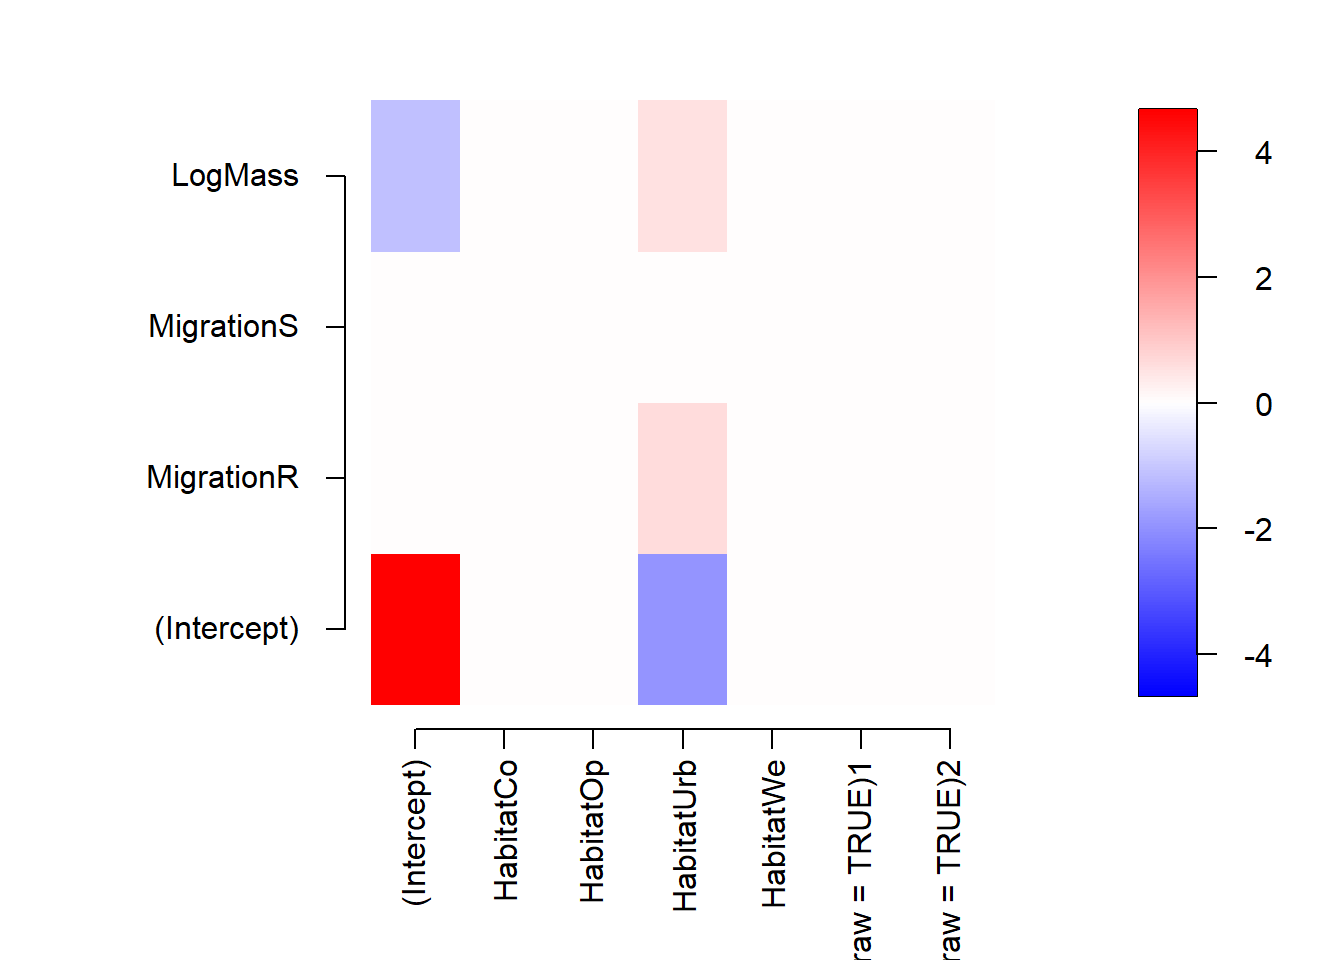 LogMass
MigrationS
MigrationR
(Intercept)
4
2
0
-2
-4
(Intercept)
HabitatCo
HabitatOp
HabitatUrb
HabitatWe
raw = TRUE)1
raw = TRUE)2